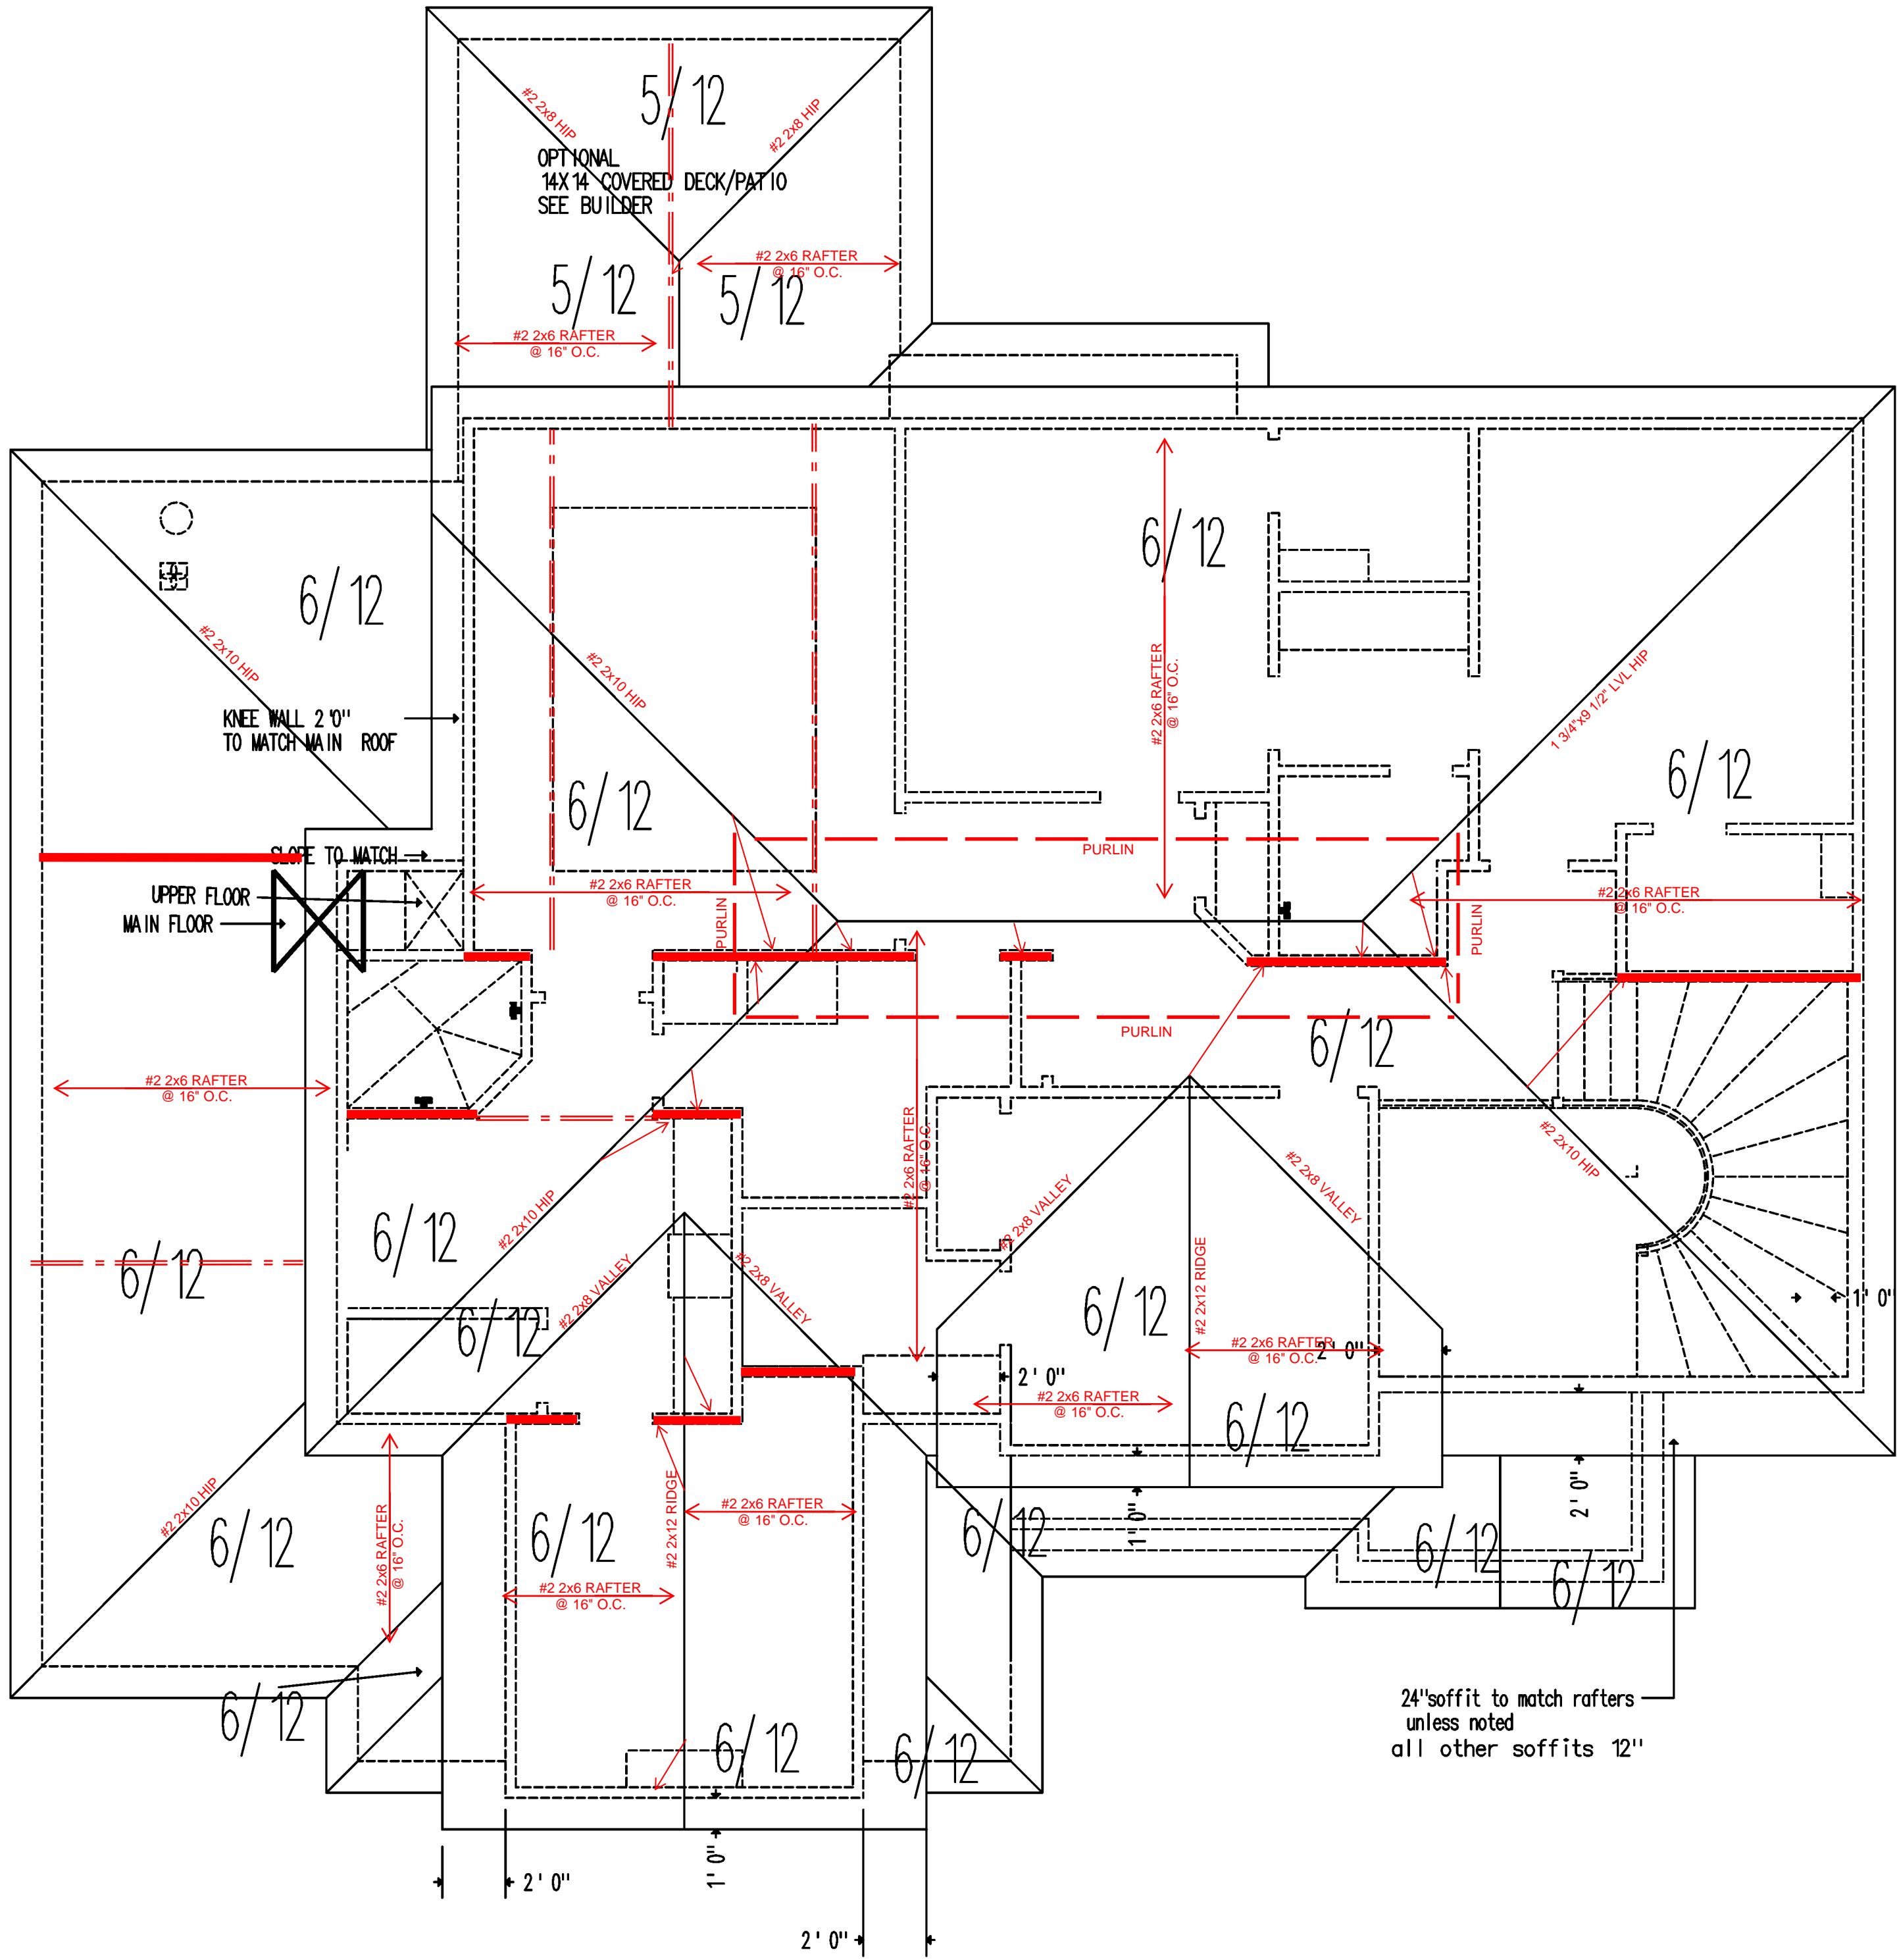 #2 2x8 HIP
5/12
#2 2x8 HIP
OPTIONAL
14X14 COVERED DECK/PATIO
SEE BUILDER
#2 2x6 RAFTER
@ 16" O.C.
5/12
5/12
#2 2x6 RAFTER
@ 16" O.C.
6/12
6/12
#2 2x10 HIP
#2 2x10 HIP
#2 2x6 RAFTER
@ 16" O.C.
1 3/4"x9 1/2" LVL HIP
KNEE WALL 2'0"
TO MATCH MAIN ROOF
6/12
6/12
SLOPE TO MATCH
PURLIN
UPPER FLOOR
MAIN FLOOR
#2 2x6 RAFTER
@ 16" O.C.
PURLIN
PURLIN
#2 2x6 RAFTER
@ 16" O.C.
PURLIN
6/12
#2 2x6 RAFTER
@ 16" O.C.
#2 2x6 RAFTER
@ 16" O.C.
#2 2x10 HIP
#2 2x8 VALLEY
#2 2x8 VALLEY
#2 2x10 HIP
6/12
6/12
#2 2x8 VALLEY
#2 2x8 VALLEY
6/12
6/12
#2 2x12 RIDGE
1' 0"
#2 2x6 RAFTER
@ 16" O.C.
2' 0"
2' 0"
#2 2x6 RAFTER
@ 16" O.C.
6/12
#2 2x10 HIP
6/12
#2 2x6 RAFTER
@ 16" O.C.
6/12
#2 2x12 RIDGE
#2 2x6 RAFTER
@ 16" O.C.
6/12
1' 0"
2' 0"
6/12
6/12
#2 2x6 RAFTER
@ 16" O.C.
6/12
6/12
6/12
24"soffit to match rafters
unless noted
all other soffits 12"
1' 0"
2' 0"
2' 0"